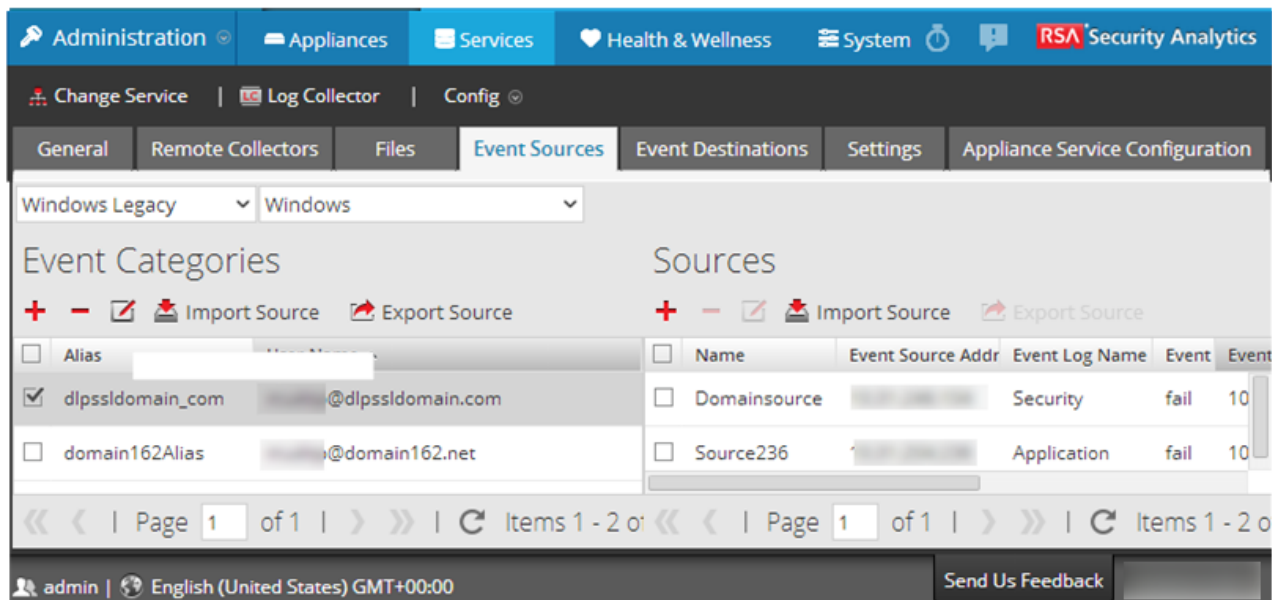 Administration Appliances Services Health & Wellness System RSA Security Analytics
Change Service | LC Log Collector | Config
General Remote Collectors Files Event Sources Event Destinations Settings Appliance Service Configuration
Windows Legacy Windows
Event Categories Sources
Import Source Export Source Import Source Export Source
Alias Name Event Source Addr Event Log Name Event Event
dlpssldomain_com @dlpssldomain.com Domainsource Security fail 10
domain162Alias @domain162.net Source236 Application fail 10
| Page 1 of 1 | | Items 1 - 2 o | Page 1 of 1 | | Items 1 - 2 o
admin | English (United States) GMT+00:00 Send Us Feedback